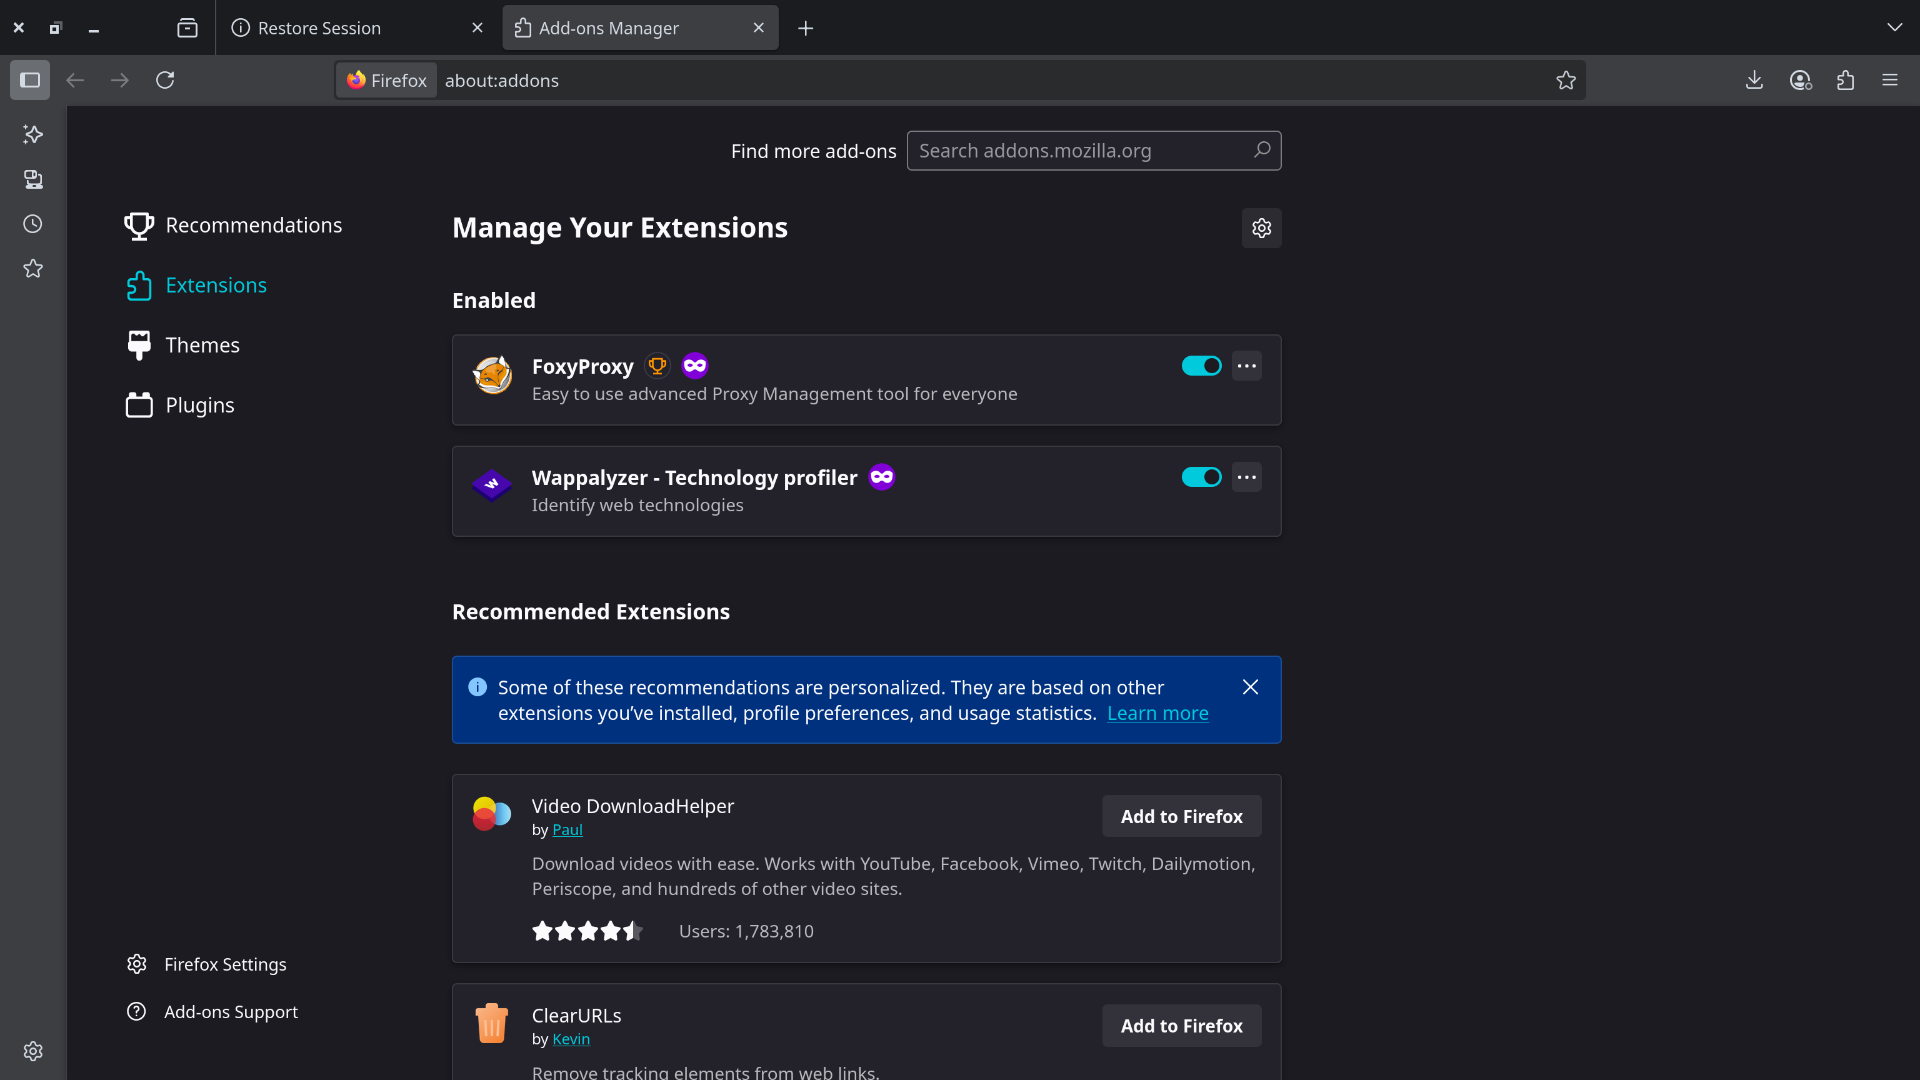 Restore Session
Add-ons Manager
Firefox
about:addons
Find more add-ons
Search addons.mozilla.org
Recommendations
Extensions
Themes
Plugins
Manage Your Extensions
Enabled
FoxyProxy
Easy to use advanced Proxy Management tool for everyone
W
Wappalyzer - Technology profiler
Identify web technologies
Recommended Extensions
Some of these recommendations are personalized. They are based on other
extensions you’ve installed, profile preferences, and usage statistics. Learn more
Video DownloadHelper
by Paul
Add to Firefox
Download videos with ease. Works with YouTube, Facebook, Vimeo, Twitch, Dailymotion,
Periscope, and hundreds of other video sites.
Users: 1,783,810
ClearURLs
by Kevin
Add to Firefox
Remove tracking elements from web links.
Firefox Settings
Add-ons Support